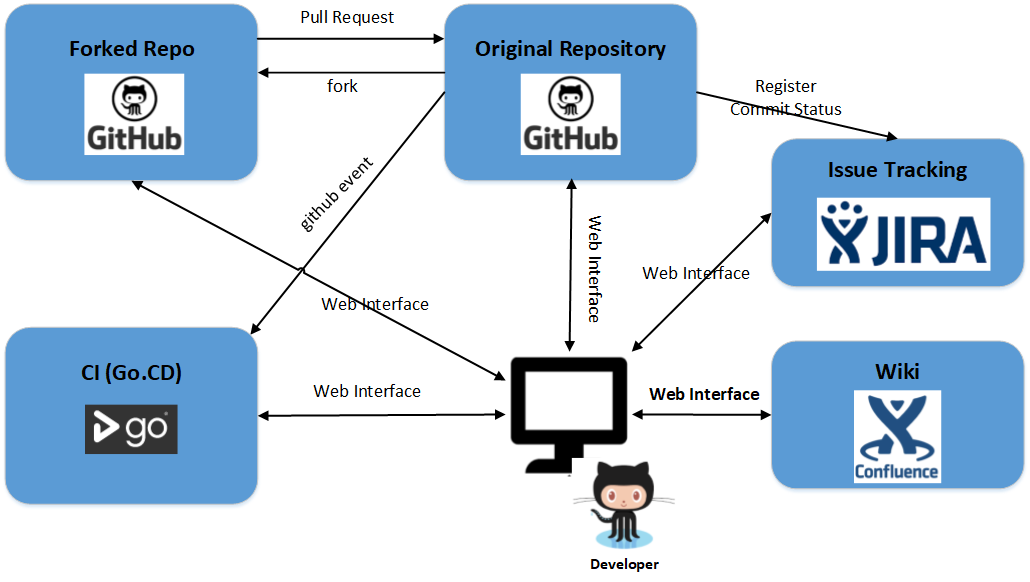 Pull Request
Forked Repo
GitHub
fork
Original Repository
GitHub
Register
Commit Status
github event
Issue Tracking
JIRA
Web Interface
Web Interface
Web Interface
CI (Go.CD)
go
Web Interface
Web Interface
Wiki
Confluence
Developer